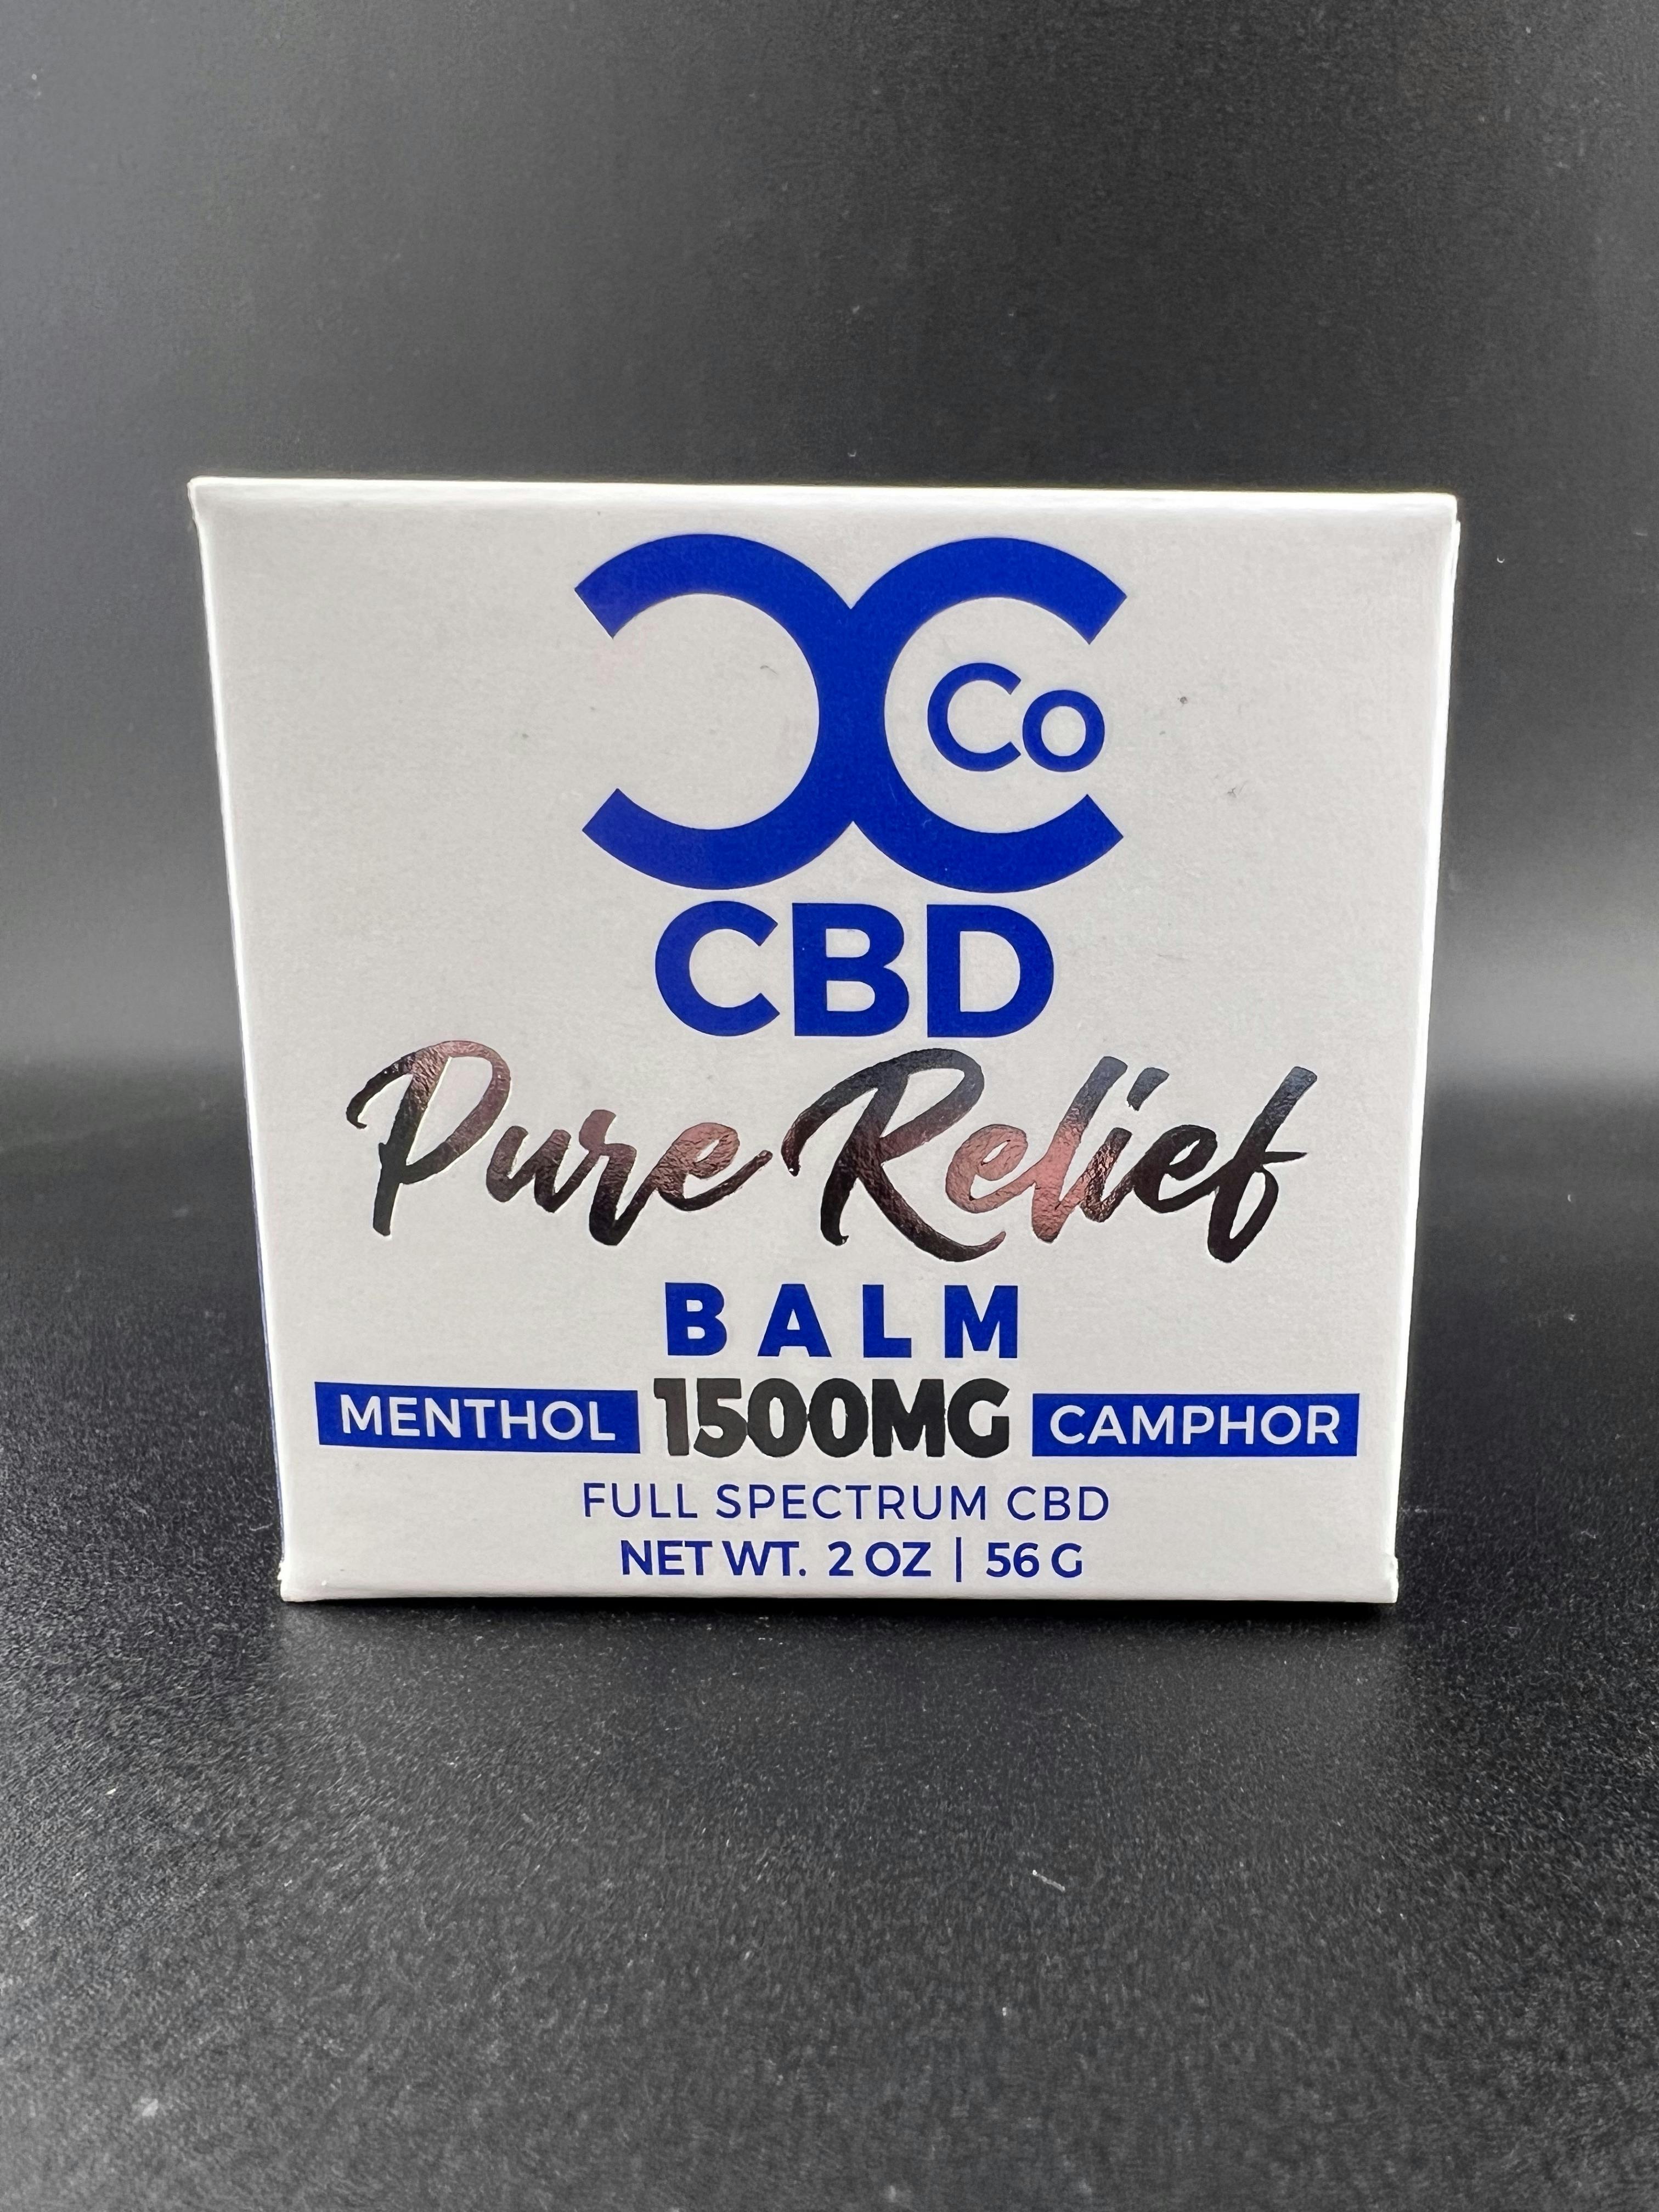 Co
CBD
Pure Relief
BALM
MENTHOL 1500MG CAMPHOR
FULL SPECTRUM CBD
NET WT. 2 OZ | 56 G